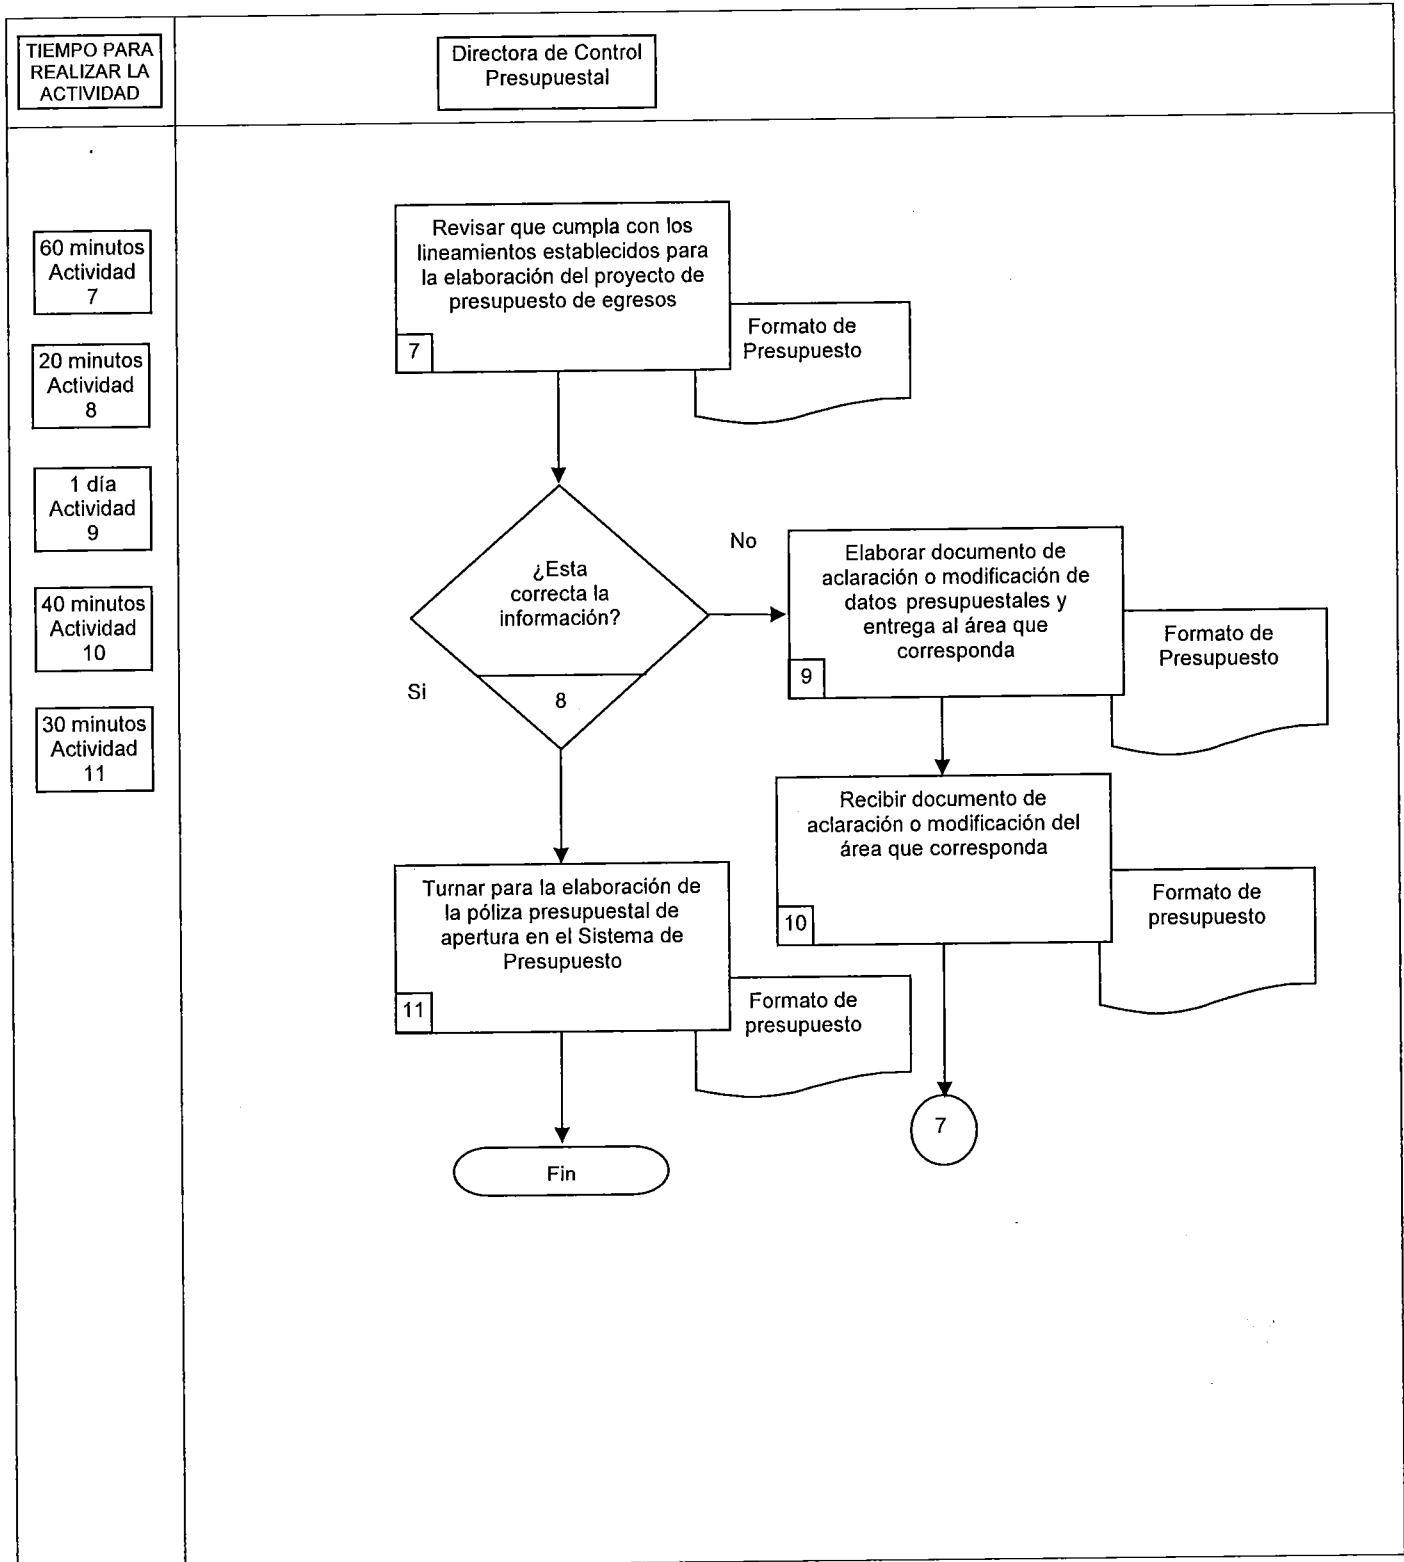 TIEMPO PARA
REALIZAR LA
ACTIVIDAD
Directora de Control
Presupuestal
60 minutos
Actividad
7
20 minutos
Actividad
8
1 día
Actividad
9
40 minutos
Actividad
10
30 minutos
Actividad
11
Revisar que cumpla con los
lineamientos establecidos para
la elaboración del proyecto de
presupuesto de egresos
7
Formato de
Presupuesto
¿Esta
correcta la
información?
8
No
Si
Elaborar documento de
aclaración o modificación de
datos presupuestales y
entrega al área que
corresponda
9
Formato de
Presupuesto
Recibir documento de
aclaración o modificación del
área que corresponda
10
Formato de
presupuesto
7
Turnar para la elaboración de
la póliza presupuestal de
apertura en el Sistema de
Presupuesto
11
Formato de
presupuesto
Fin